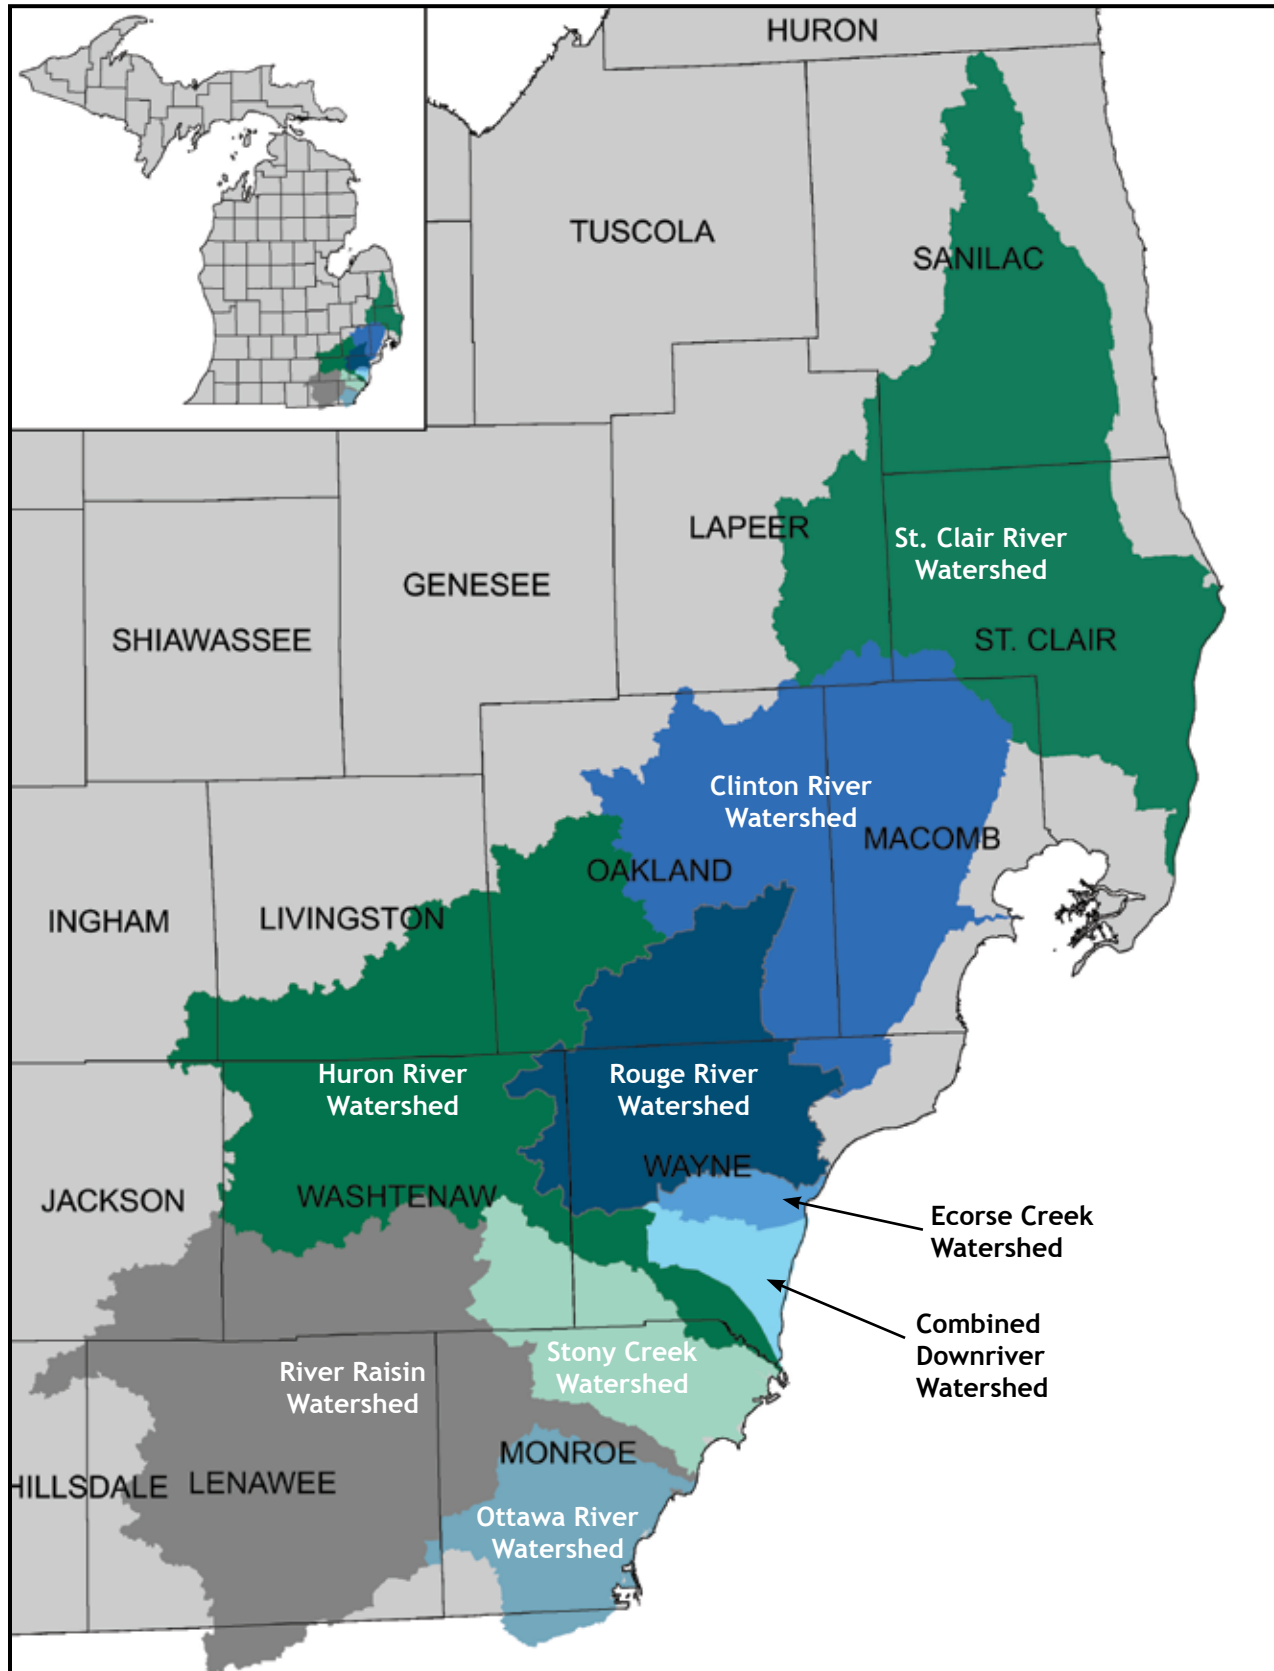 HURON
TUSCOLA
SANILAC
LAPEER
St. Clair River
Watershed
GENESEE
SHIAWASSEE
ST. CLAIR
Clinton River
Watershed
MACOMB
OAKLAND
INGHAM
LIVINGSTON
Huron River
Watershed
Rouge River
Watershed
WAYNE
JACKSON
WASHTENAW
Ecorse Creek
Watershed
Combined
Downriver
Watershed
Stony Creek
Watershed
River Raisin
Watershed
MONROE
HILLSDALE
LENAWEE
Ottawa River
Watershed